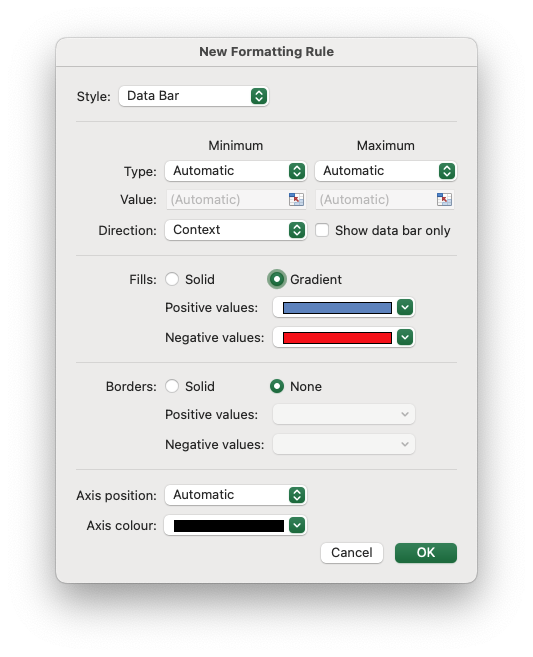 New Formatting Rule
Style: Data Bar
Minimum Maximum
Type: Automatic Automatic
Value: (Automatic) (Automatic)
Direction: Context Show data bar only
Fills: Solid Gradient
Positive values:
Negative values:
Borders: Solid None
Positive values:
Negative values:
Axis position: Automatic
Axis colour:
Cancel OK